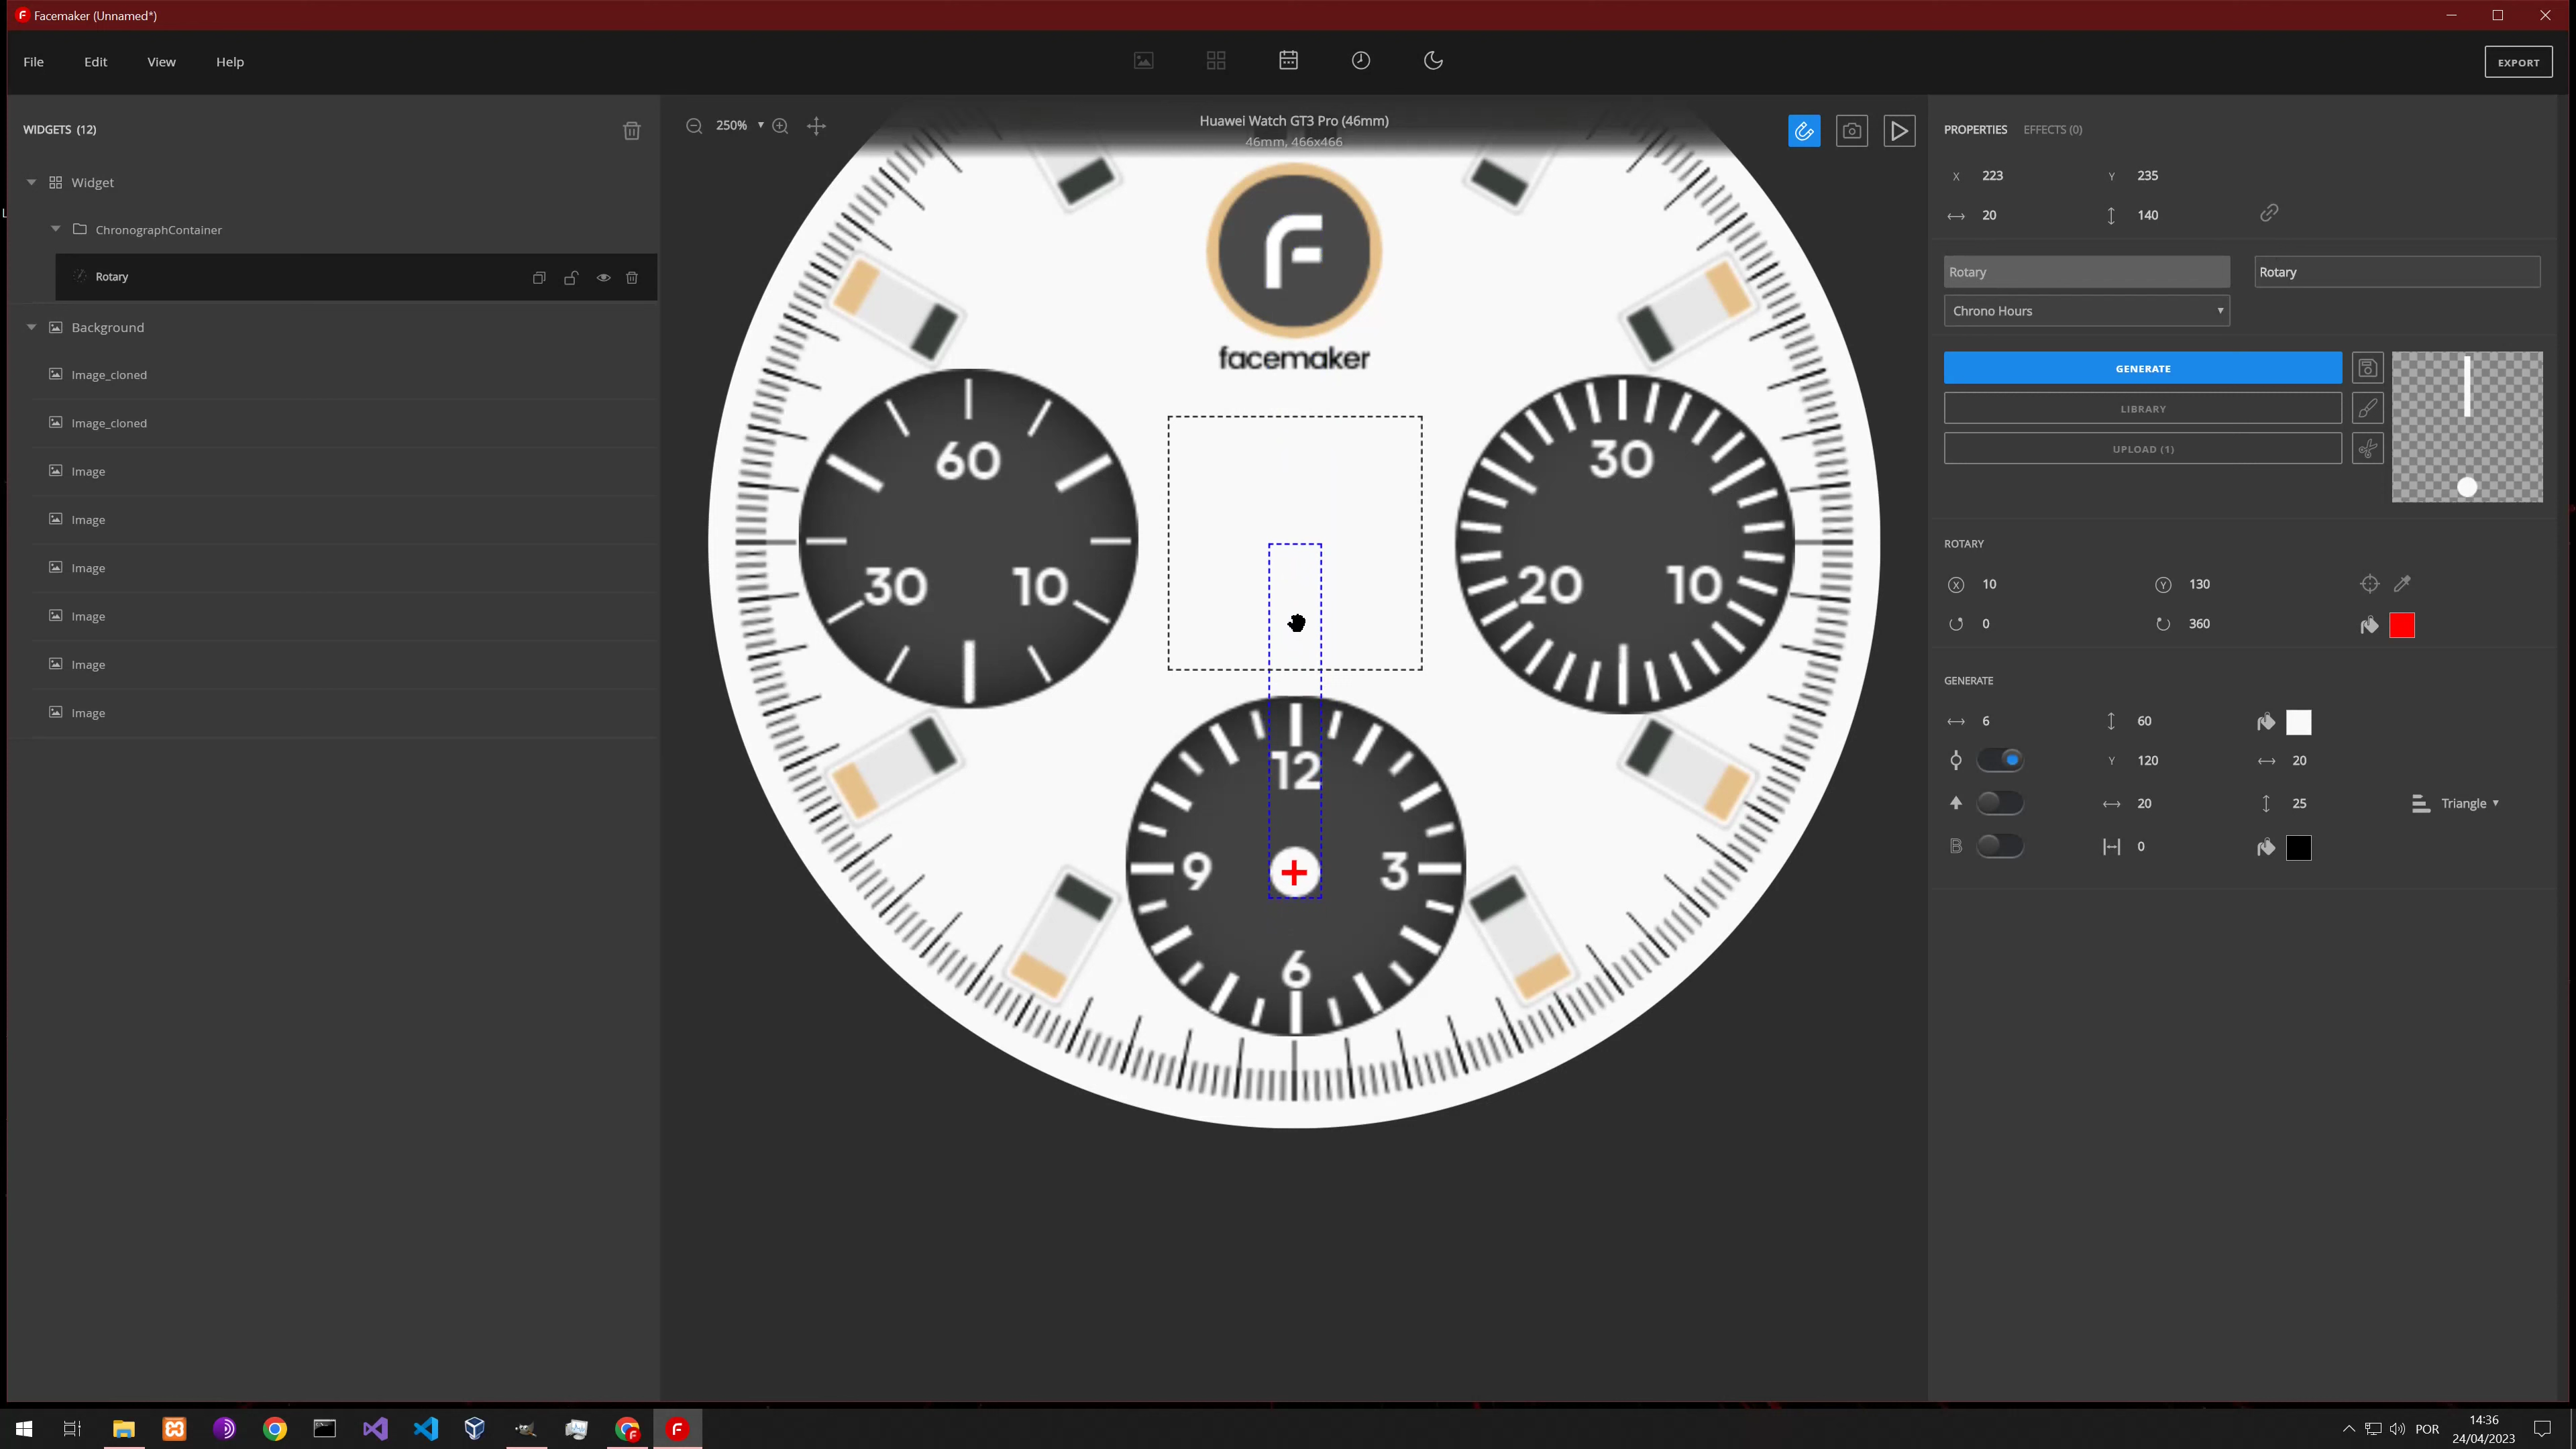 Facemaker (Unnamed*)
File Edit View Help
EXPORT
WIDGETS (12)
Widget
ChronographContainer
Rotary
Background
Image_cloned
Image_cloned
Image
Image
Image
Image
Image
Image
250%
Huawei Watch GT3 Pro (46mm)
46mm, 466x466
facemaker
60
30 10
30
20 10
12
9 3
6
PROPERTIES EFFECTS (0)
X 223 Y 235
20 140
Rotary Rotary
Chrono Hours
GENERATE
LIBRARY
UPLOAD (1)
ROTARY
X 10 Y 130
0 360
GENERATE
6 60
Y 120 20
20 25 Triangle
B 0
POR
14:36
24/04/2023